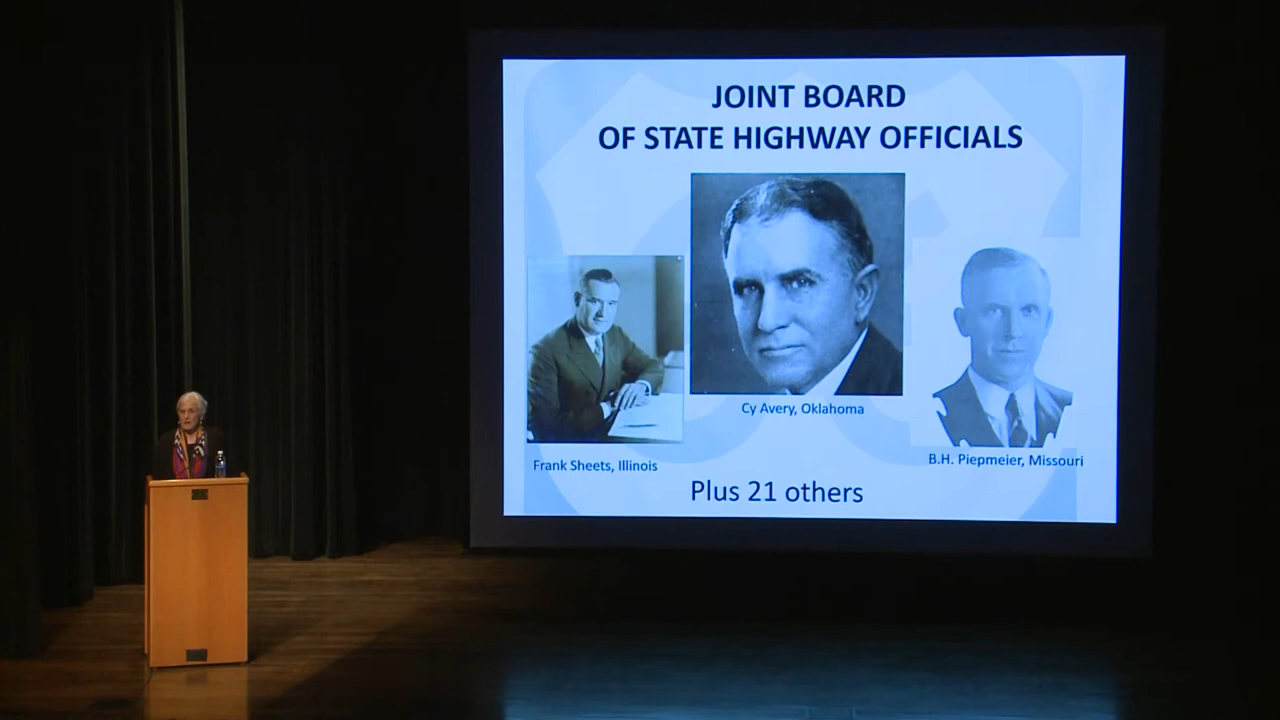 JOINT BOARD
OF STATE HIGHWAY OFFICIALS
Cy Avery, Oklahoma
Frank Sheets, Illinois
B.H. Piepmeier, Missouri
Plus 21 others